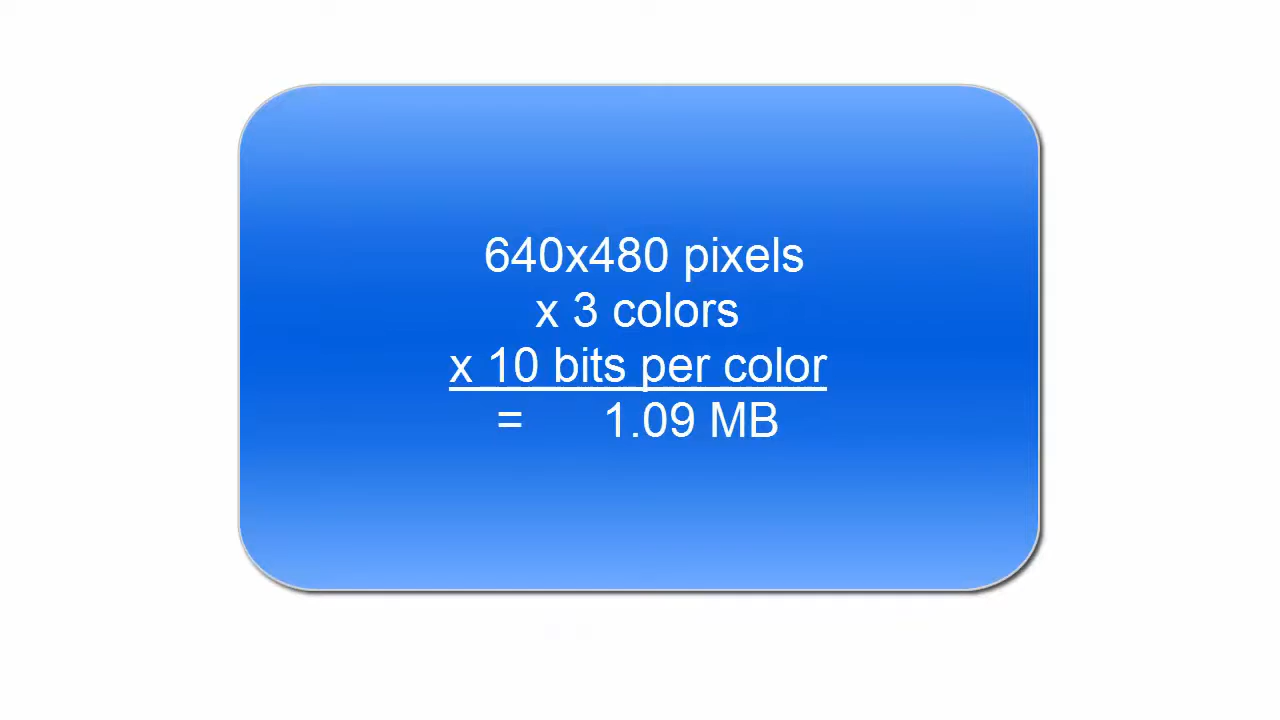 640x480 pixels
x 3 colors
x 10 bits per color
= 1.09 MB